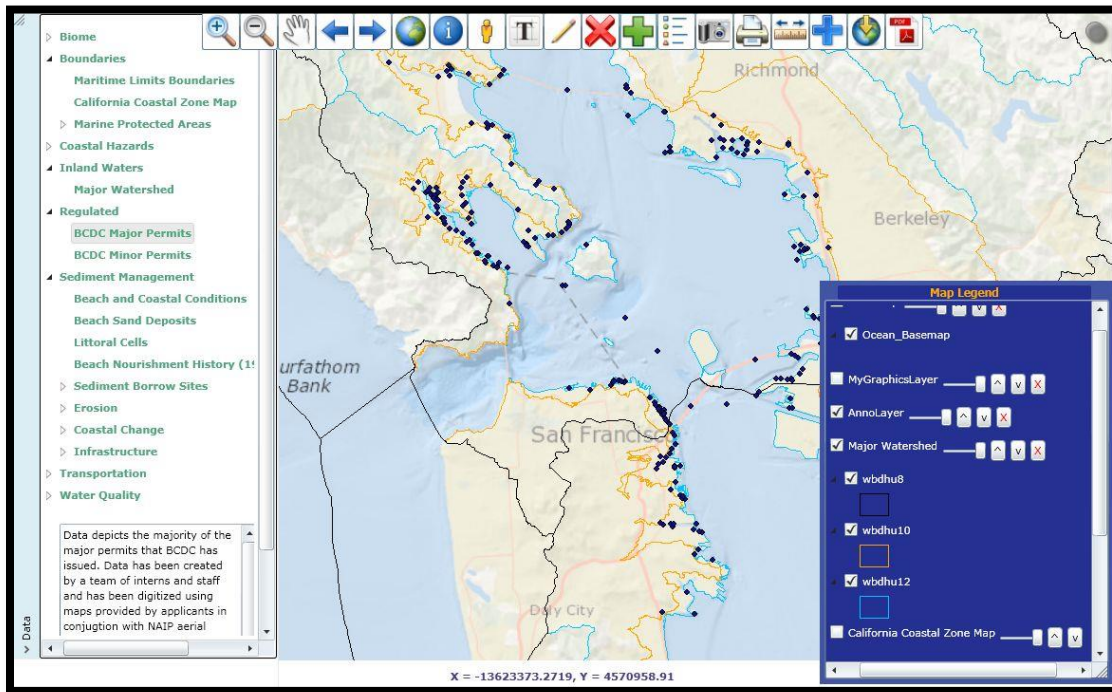 Biome
Boundaries
Maritime Limits Boundaries
California Coastal Zone Map
Marine Protected Areas
Coastal Hazards
Inland Waters
Major Watershed
Regulated
BCDC Major Permits
BCDC Minor Permits
Sediment Management
Beach and Coastal Conditions
Beach Sand Deposits
Littoral Cells
Beach Nourishment History (19
Sediment Borrow Sites
Erosion
Coastal Change
Infrastructure
Transportation
Water Quality
Data depicts the majority of the
major permits that BCDC has
issued. Data has been created
by a team of interns and staff
and has been digitized using
maps provided by applicants in
conjugtion with NAIP aerial
Data
T
PDF
Richmond
Berkeley
urfathom
Bank
San Francisco
Daly City
Map Legend
^ v X
Ocean_Basemap
MyGraphicsLayer ^ v X
AnnoLayer ^ v X
Major Watershed ^ v X
wbdhu8
wbdhu10
wbdhu12
California Coastal Zone Map ^ v
X = -13623373.2719, Y = 4570958.91